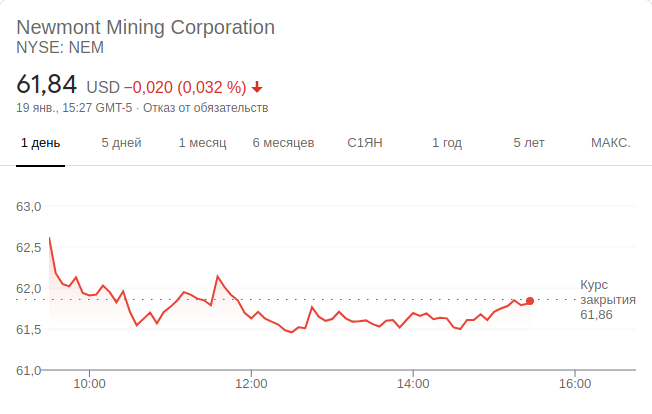 Newmont Mining Corporation
NYSE: NEM
61,84 USD −0,020 (0,032 %)
19 янв., 15:27 GMT-5 · Отказ от обязательств
1 день 5 дней 1 месяц 6 месяцев С1ЯН 1 год 5 лет МАКС.
63,0
62,5
62,0
61,5
61,0
Курс
закрытия
61,86
10:00 12:00 14:00 16:00